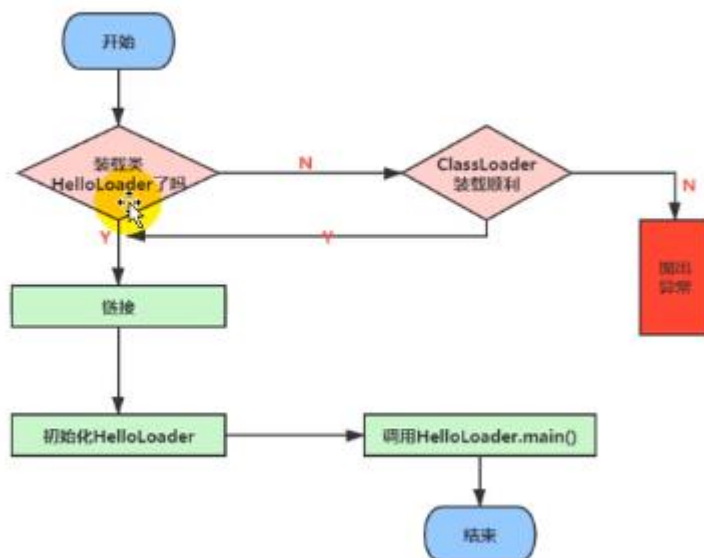 开始
装载类
HelloLoader了吗
N
ClassLoader
装载顺利
N
Y
Y
抛出
异常
链接
初始化HelloLoader
调用HelloLoader.main()
结束